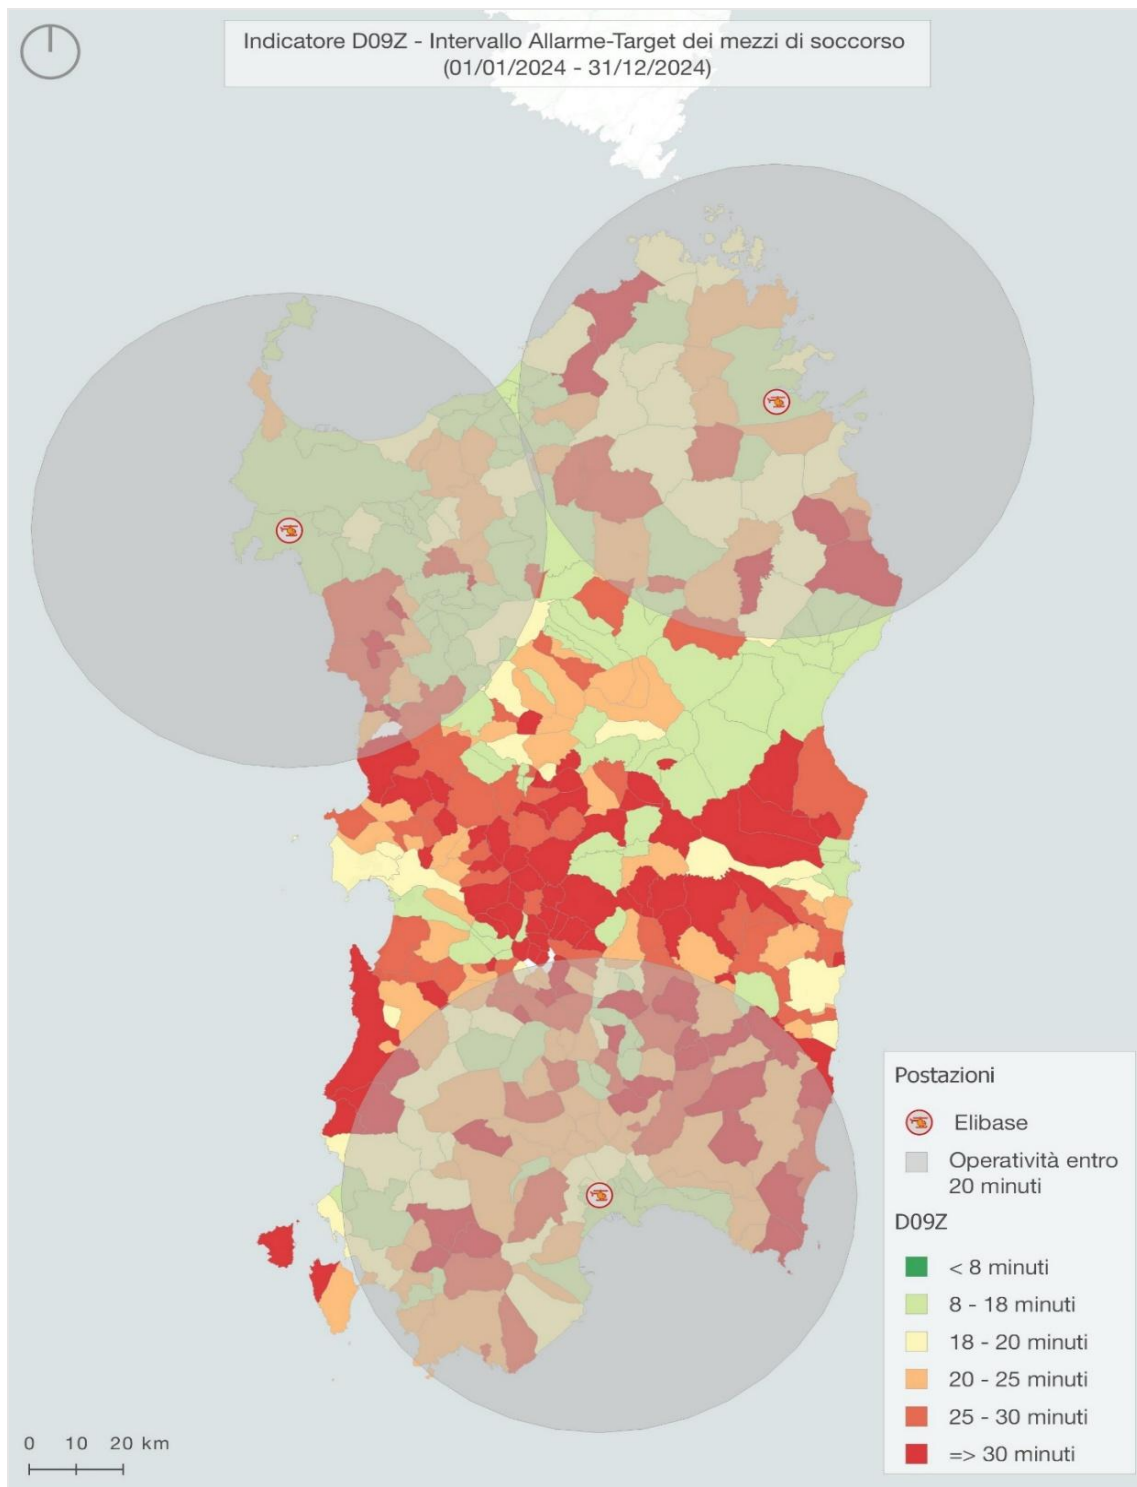 Indicatore D09Z - Intervallo Allarme-Target dei mezzi di soccorso
(01/01/2024 - 31/12/2024)
Postazioni
Elibase
Operatività entro
20 minuti
D09Z
< 8 minuti
8 - 18 minuti
18 - 20 minuti
20 - 25 minuti
25 - 30 minuti
=> 30 minuti
0 10 20 km